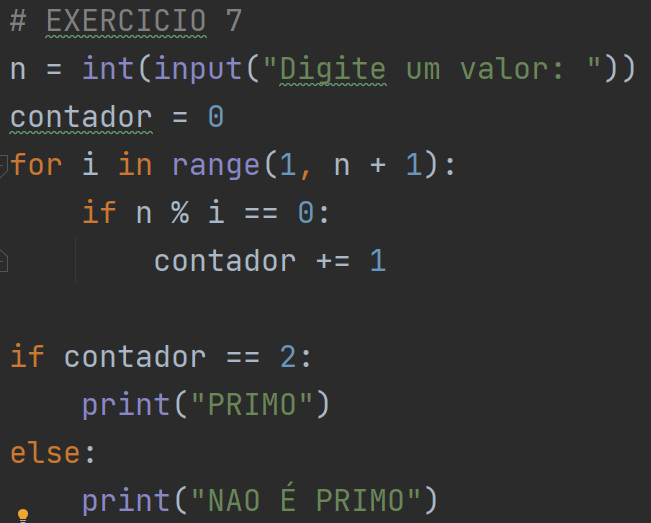 # EXERCICIO 7
n = int(input("Digite um valor: "))
contador = 0
for i in range(1, n + 1):
    if n % i == 0:
        contador += 1

if contador == 2:
    print("PRIMO")
else:
    print("NAO É PRIMO")